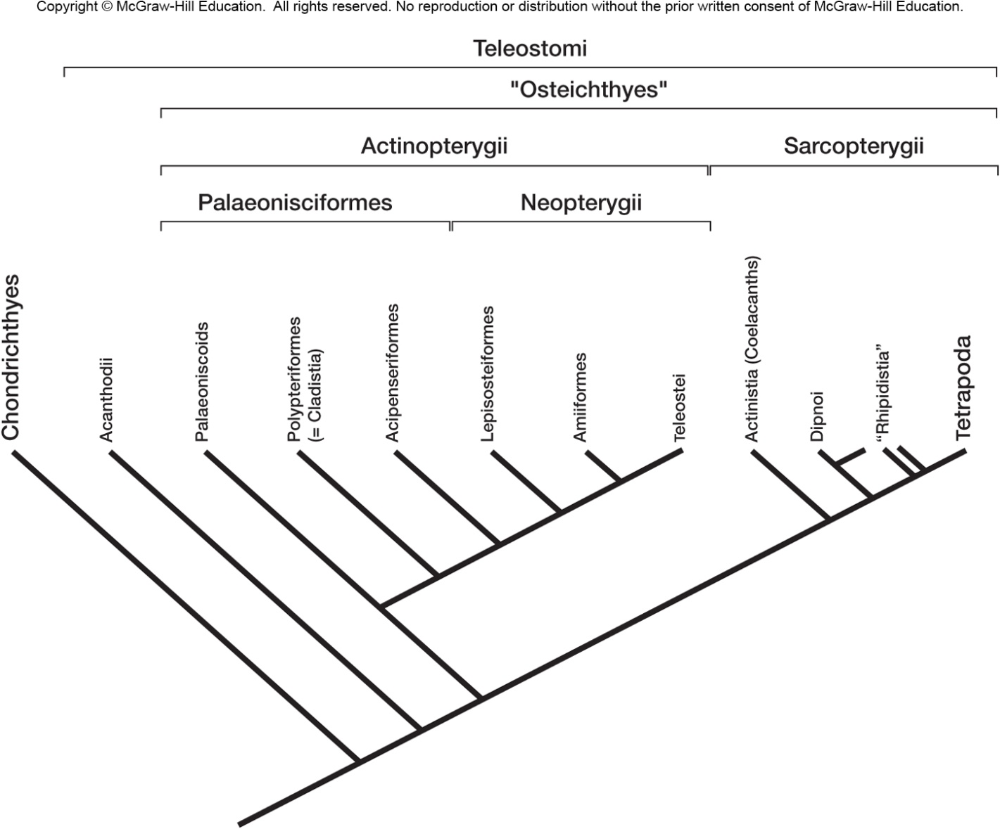 Copyright © McGraw-Hill Education.  All rights reserved. No reproduction or distribution without the prior written consent of McGraw-Hill Education.
Teleostomi
"Osteichthyes"
Actinopterygii
Sarcopterygii
Palaeonisciformes
Neopterygii
Chondrichthyes
Acanthodii
Palaeoniscoids
Polypteriformes
(= Cladistia)
Acipenseriformes
Lepisosteiformes
Amiiformes
Teleostei
Actinistia (Coelacanths)
Dipnoi
“Rhipidistia”
Tetrapoda